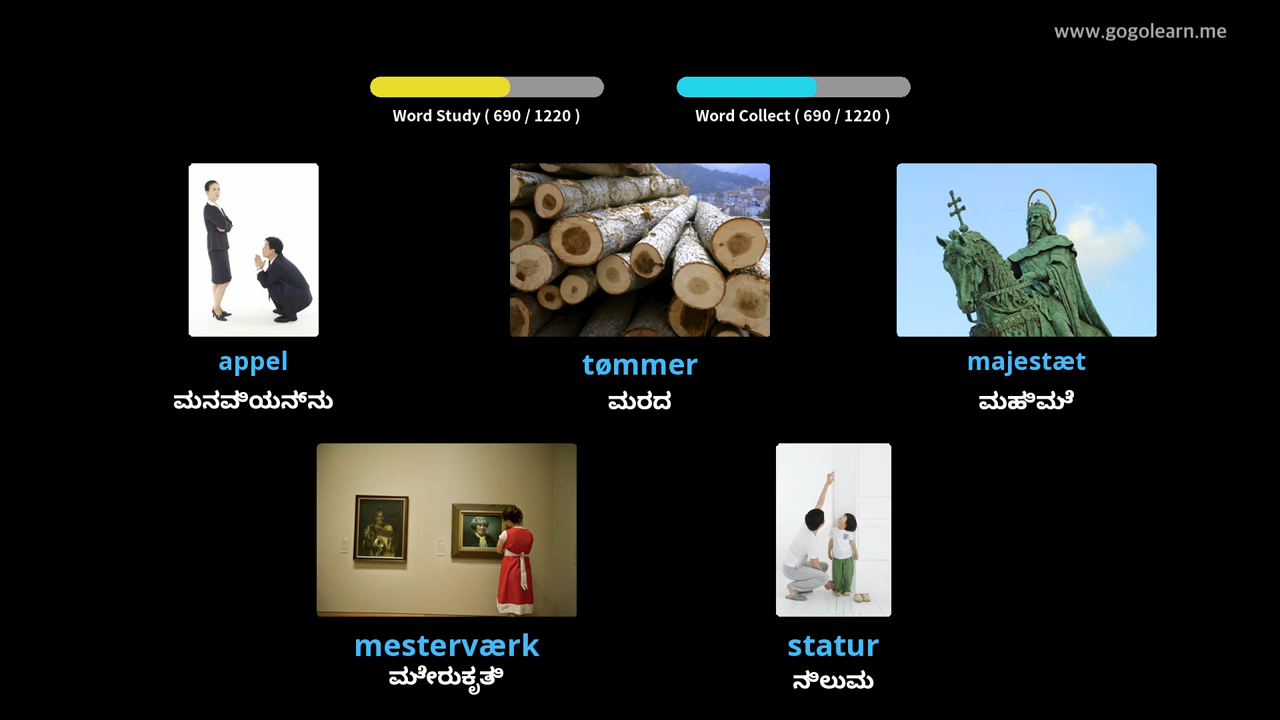 www.gogolearn.me
Word Study ( 690 / 1220 )
Word Collect ( 690 / 1220 )
appel
ಮನವಿಯನ್ನು
tømmer
ಮರದ
majestæt
ಮಹಿಮೆ
mesterværk
ಮೇರುಕೃತಿ
statur
ನಿಲುಮ